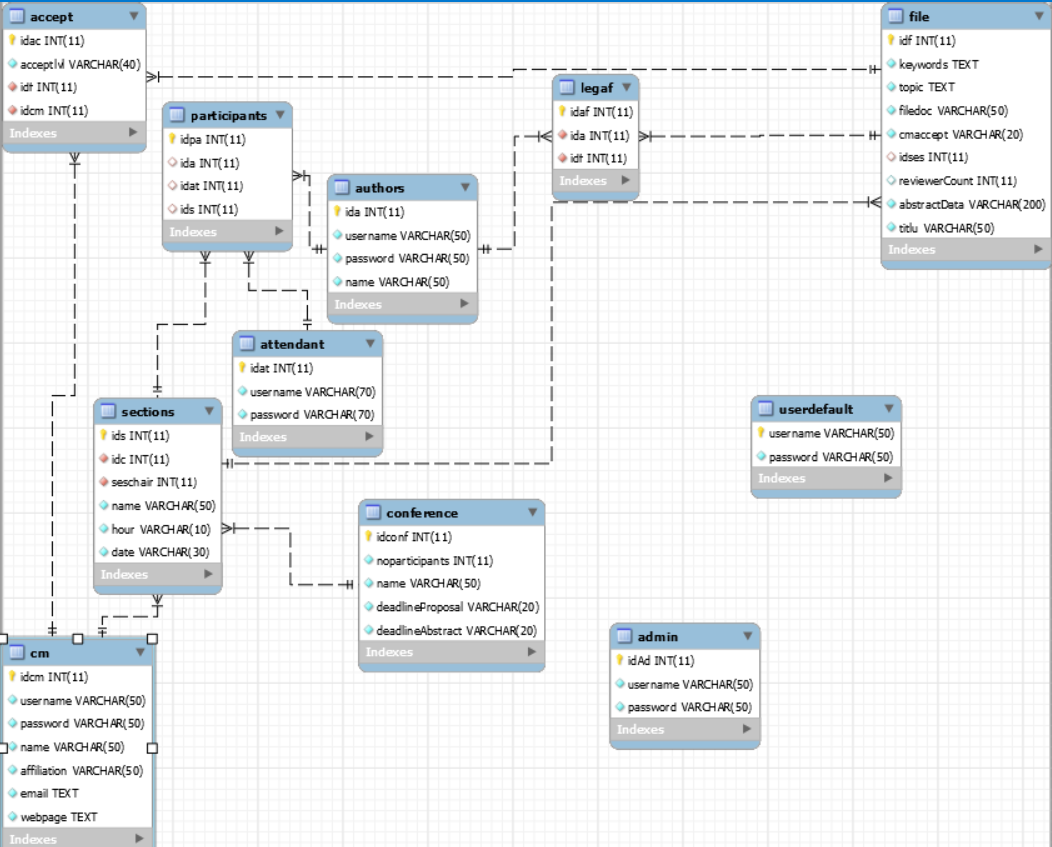 accept
idac INT(11)
acceptlvl VARCHAR(40)
idf INT(11)
idcm INT(11)
Indexes
participants
idpa INT(11)
ida INT(11)
idat INT(11)
ids INT(11)
Indexes
authors
ida INT(11)
username VARCHAR(50)
password VARCHAR(50)
name VARCHAR(50)
Indexes
legaf
idaf INT(11)
ida INT(11)
idf INT(11)
Indexes
file
idf INT(11)
keywords TEXT
topic TEXT
filedoc VARCHAR(50)
cmaccept VARCHAR(20)
idses INT(11)
reviewerCount INT(11)
abstractData VARCHAR(200)
titlu VARCHAR(50)
Indexes
attendant
idat INT(11)
username VARCHAR(70)
password VARCHAR(70)
Indexes
sections
ids INT(11)
idc INT(11)
seschair INT(11)
name VARCHAR(50)
hour VARCHAR(10)
date VARCHAR(30)
Indexes
userdefault
username VARCHAR(50)
password VARCHAR(50)
Indexes
conference
idconf INT(11)
noparticipants INT(11)
name VARCHAR(50)
deadlineProposal VARCHAR(20)
deadlineAbstract VARCHAR(20)
Indexes
cm
idcm INT(11)
username VARCHAR(50)
password VARCHAR(50)
name VARCHAR(50)
affiliation VARCHAR(50)
email TEXT
webpage TEXT
Indexes
admin
idAd INT(11)
username VARCHAR(50)
password VARCHAR(50)
Indexes